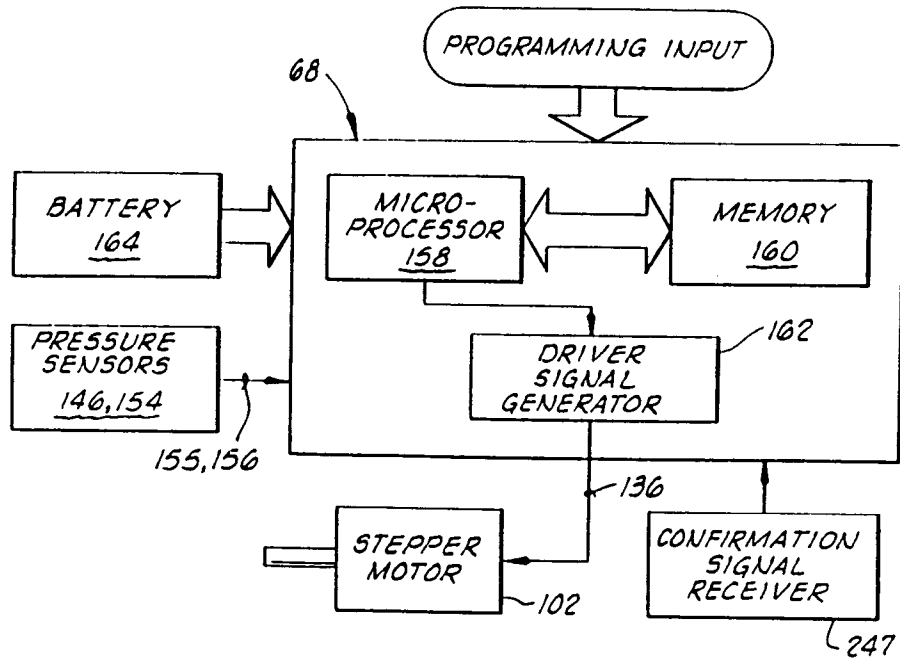 PROGRAMMING INPUT
68
BATTERY
164
MICRO-
PROCESSOR
158
MEMORY
160
PRESSURE
SENSORS
146,154
155,156
DRIVER
SIGNAL
GENERATOR
162
136
STEPPER
MOTOR
102
CONFIRMATION
SIGNAL
RECEIVER
247